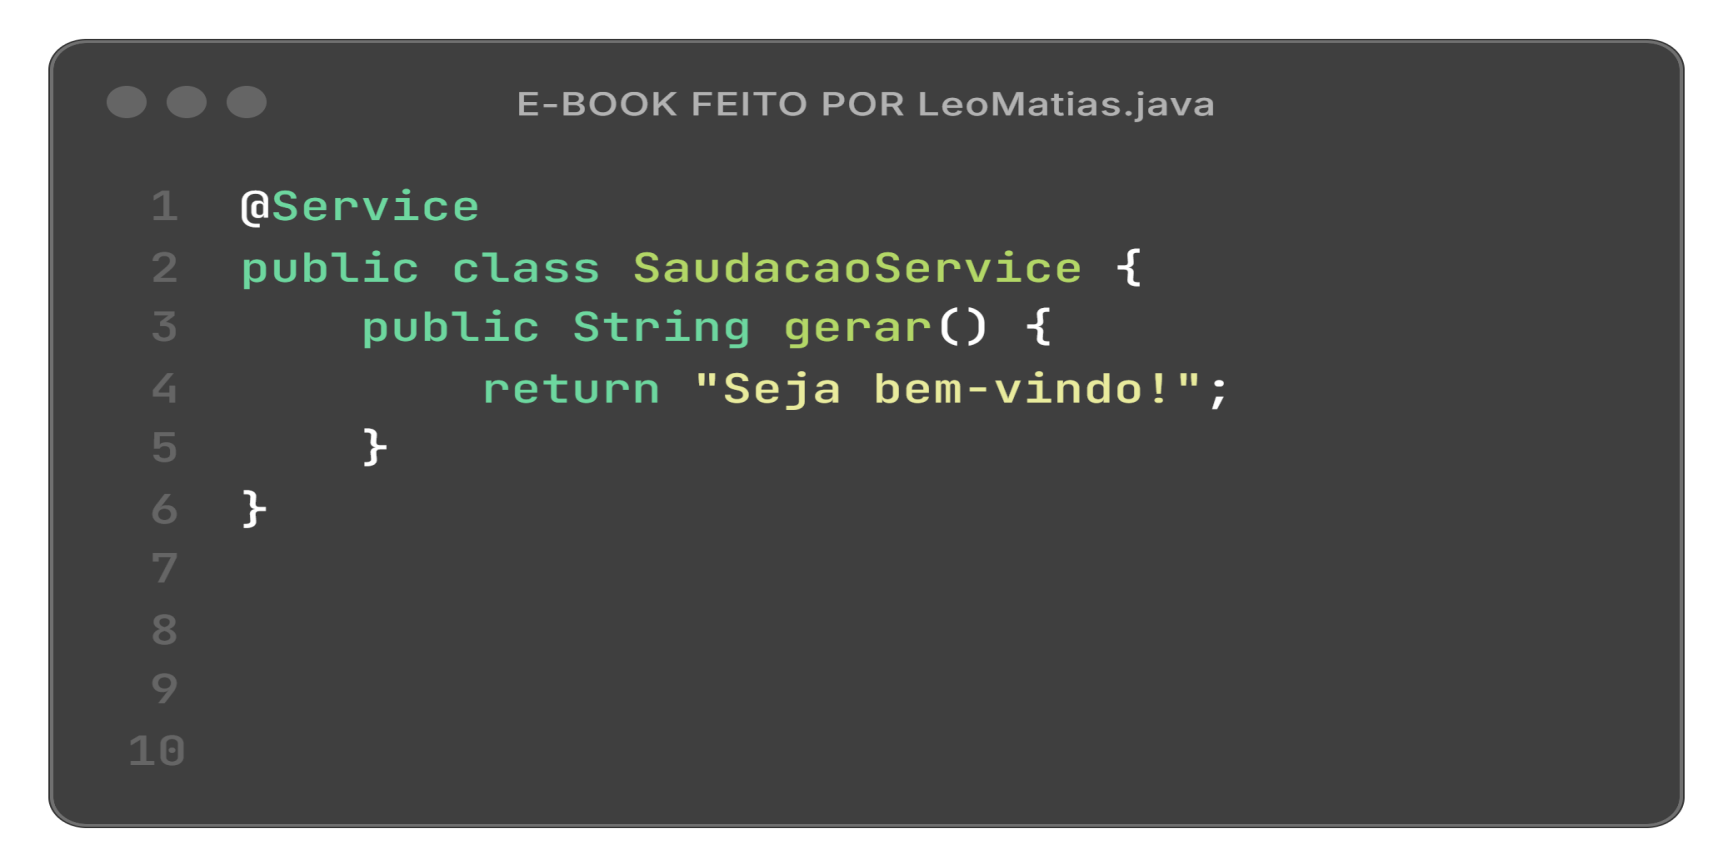 E-BOOK FEITO POR LeoMatias.java
1 @Service
2 public class SaudacaoService {
3     public String gerar() {
4         return "Seja bem-vindo!";
5     }
6 }
7
8
9
10